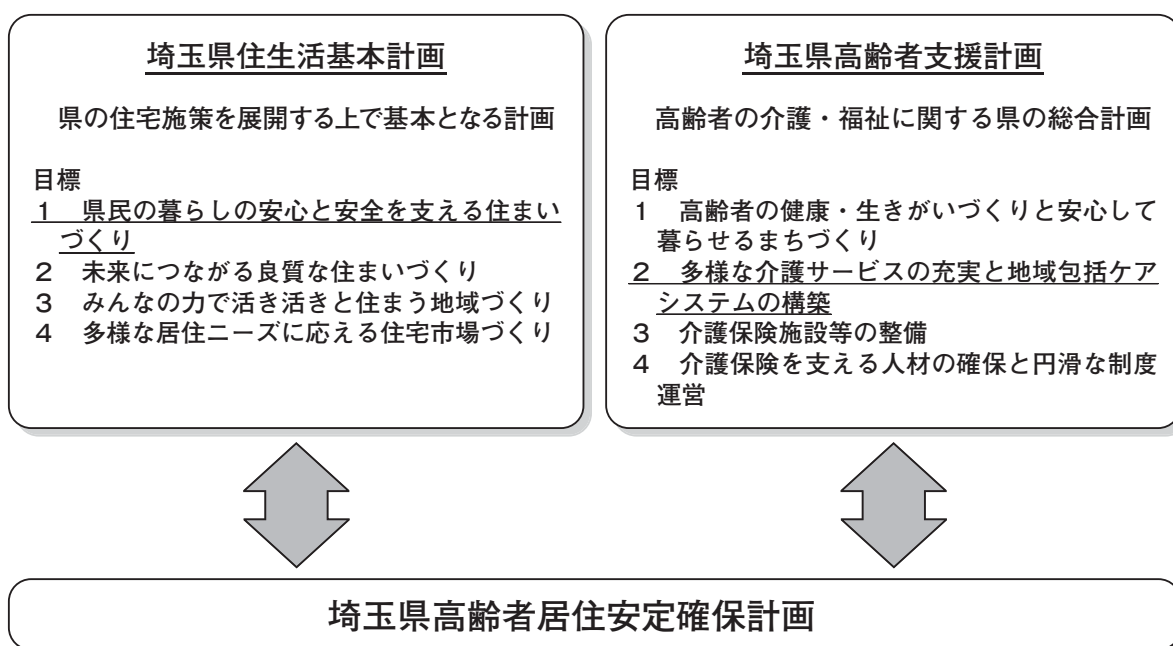 埼玉県住生活基本計画
県の住宅施策を展開する上で基本となる計画
目標
1 県民の暮らしの安心と安全を支える住まい
づくり
2 未来につながる良質な住まいづくり
3 みんなの力で活き活きと住まう地域づくり
4 多様な居住ニーズに応える住宅市場づくり
埼玉県高齢者支援計画
高齢者の介護・福祉に関する県の総合計画
目標
1 高齢者の健康・生きがいづくりと安心して
暮らせるまちづくり
2 多様な介護サービスの充実と地域包括ケア
システムの構築
3 介護保険施設等の整備
4 介護保険を支える人材の確保と円滑な制度
運営
埼玉県高齢者居住安定確保計画